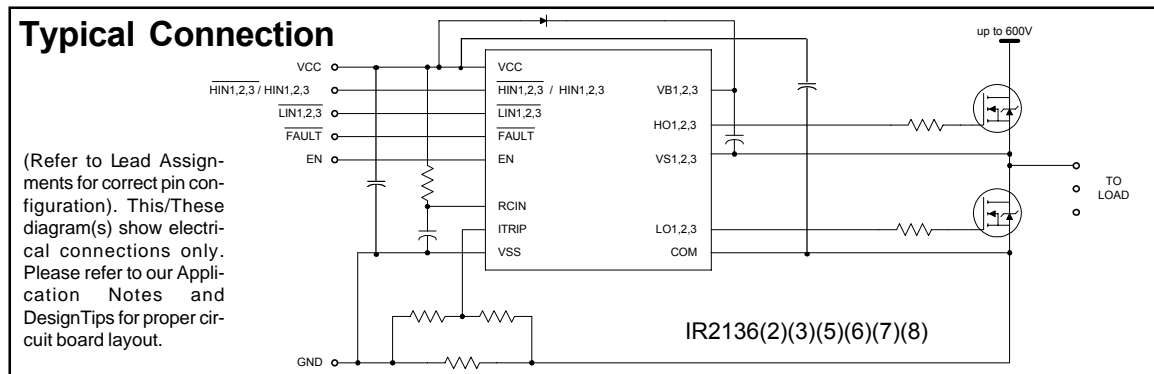 Typical Connection
up to 600V
VCC
HIN1,2,3 / HIN1,2,3
LIN1,2,3
FAULT
EN
VCC
HIN1,2,3 / HIN1,2,3
LIN1,2,3
FAULT
EN
RCIN
ITRIP
VSS
VB1,2,3
HO1,2,3
VS1,2,3
LO1,2,3
COM
TO
LOAD
(Refer to Lead Assign-
ments for correct pin con-
figuration). This/These
diagram(s) show electri-
cal connections only.
Please refer to our Appli-
cation Notes and
DesignTips for proper cir-
cuit board layout.
GND
IR2136(2)(3)(5)(6)(7)(8)